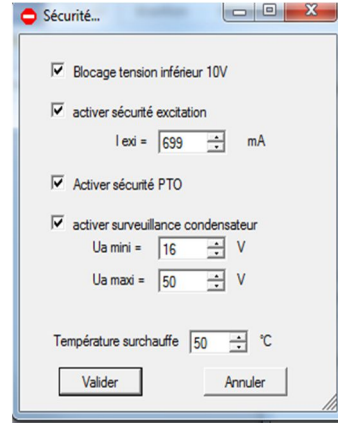 Sécurité...
Blocage tension inférieur 10V
activer sécurité excitation
I exi = 699 mA
Activer sécurité PTO
activer surveuillance condensateur
Ua mini = 16 V
Ua maxi = 50 V
Température surchauffe 50 °C
Valider Annuler